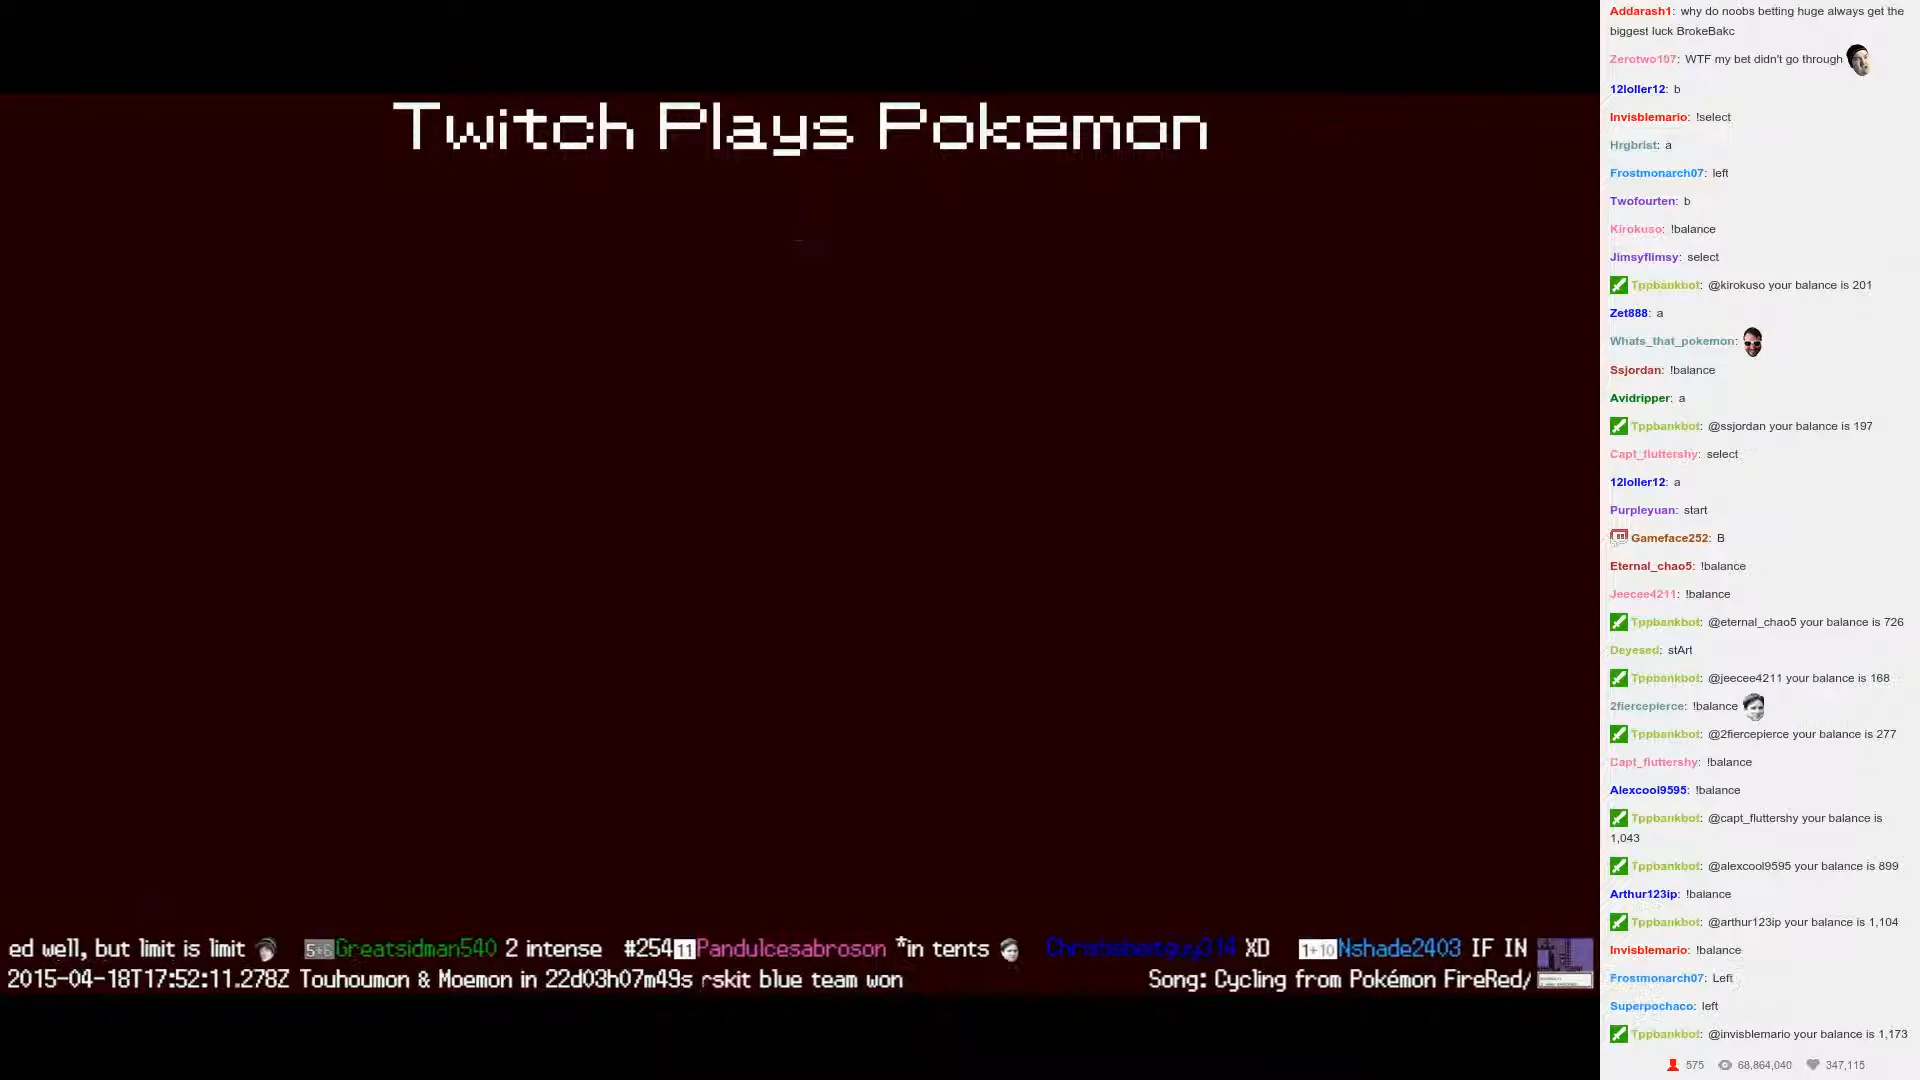 Twitch Plays Pokemon
ed well, but limit is limit 5+6 Greatsidman540 2 intense #254 11 Pandulcesabroson *in tents XD 1+10 Nshade2403 IF IN
2015-04-18T17:52:11.278Z Touhoumon & Moemon in 22d03h07m49s rskit blue team won Song: Cycling from Pokémon FireRed/
Addarash1: why do noobs betting huge always get the
biggest luck BrokeBakc
Zerotwo107: WTF my bet didn't go through
12loller12: b
Invisblemario: !select
Hrgbrist: a
Frostmonarch07: left
Twofourten: b
Kirokuso: !balance
Jimsyflimsy: select
Tppbankbot: @kirokuso your balance is 201
Zet888: a
Whats_that_pokemon:
Ssjordan: !balance
Avidripper: a
Tppbankbot: @ssjordan your balance is 197
Capt_fluttershy: select
12loller12: a
Purpleyuan: start
Gameface252: B
Eternal_chao5: !balance
Jeecee4211: !balance
Tppbankbot: @eternal_chao5 your balance is 726
Deyesed: stArt
Tppbankbot: @jeecee4211 your balance is 168
2fiercepierce: !balance
Tppbankbot: @2fiercepierce your balance is 277
Capt_fluttershy: !balance
Alexcool9595: !balance
Tppbankbot: @capt_fluttershy your balance is
1,043
Tppbankbot: @alexcool9595 your balance is 899
Arthur123ip: !balance
Tppbankbot: @arthur123ip your balance is 1,104
Invisblemario: !balance
Frostmonarch07: Left
Superpochaco: left
Tppbankbot: @invisblemario your balance is 1,173
575 68,864,040 347,115